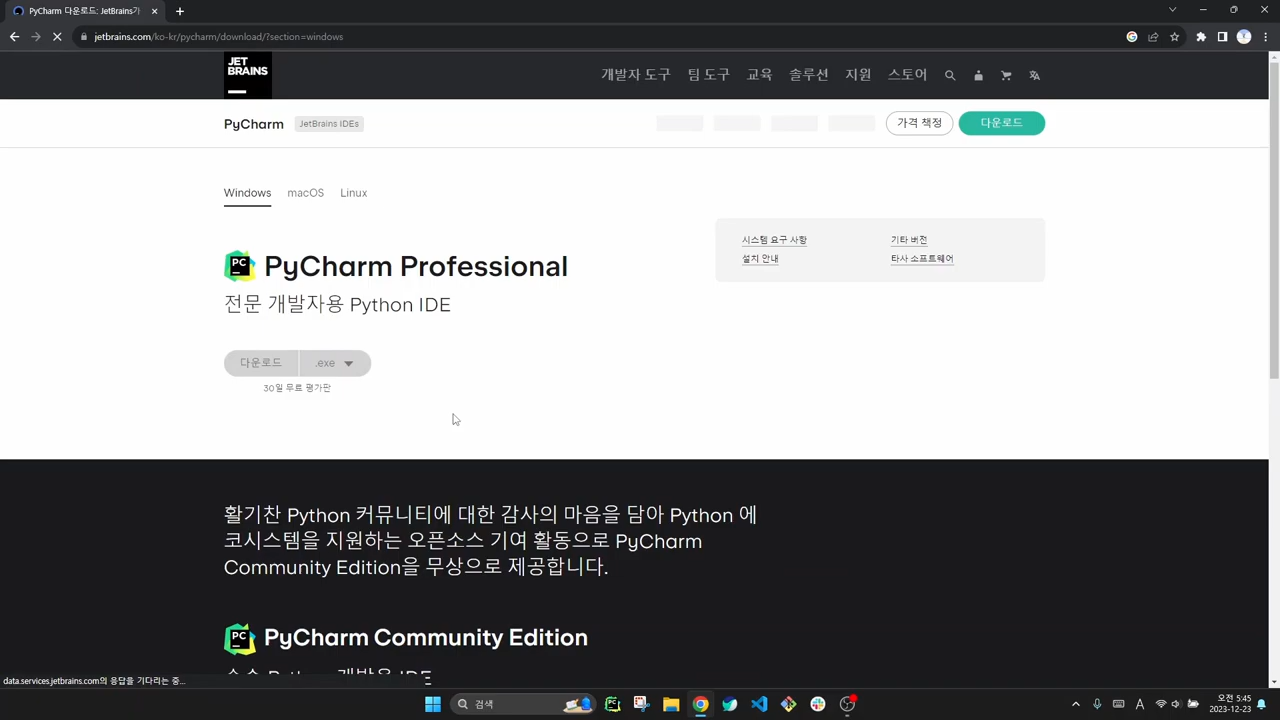 PyCharm 다운로드: JetBrains가
jetbrains.com/ko-kr/pycharm/download/?section=windows
JET
BRAINS
개발자 도구 팀 도구 교육 솔루션 지원 스토어
PyCharm JetBrains IDEs 가격 책정 다운로드
Windows macOS Linux
시스템 요구 사항 기타 버전
설치 안내 타사 소프트웨어
PC PyCharm Professional
전문 개발자용 Python IDE
다운로드 .exe
30일 무료 평가판
활기찬 Python 커뮤니티에 대한 감사의 마음을 담아 Python 에
코시스템을 지원하는 오픈소스 기여 활동으로 PyCharm
Community Edition을 무상으로 제공합니다.
PC PyCharm Community Edition
data.services.jetbrains.com의 응답을 기다리는 중...
검색
A
오전 5:45
2023-12-23